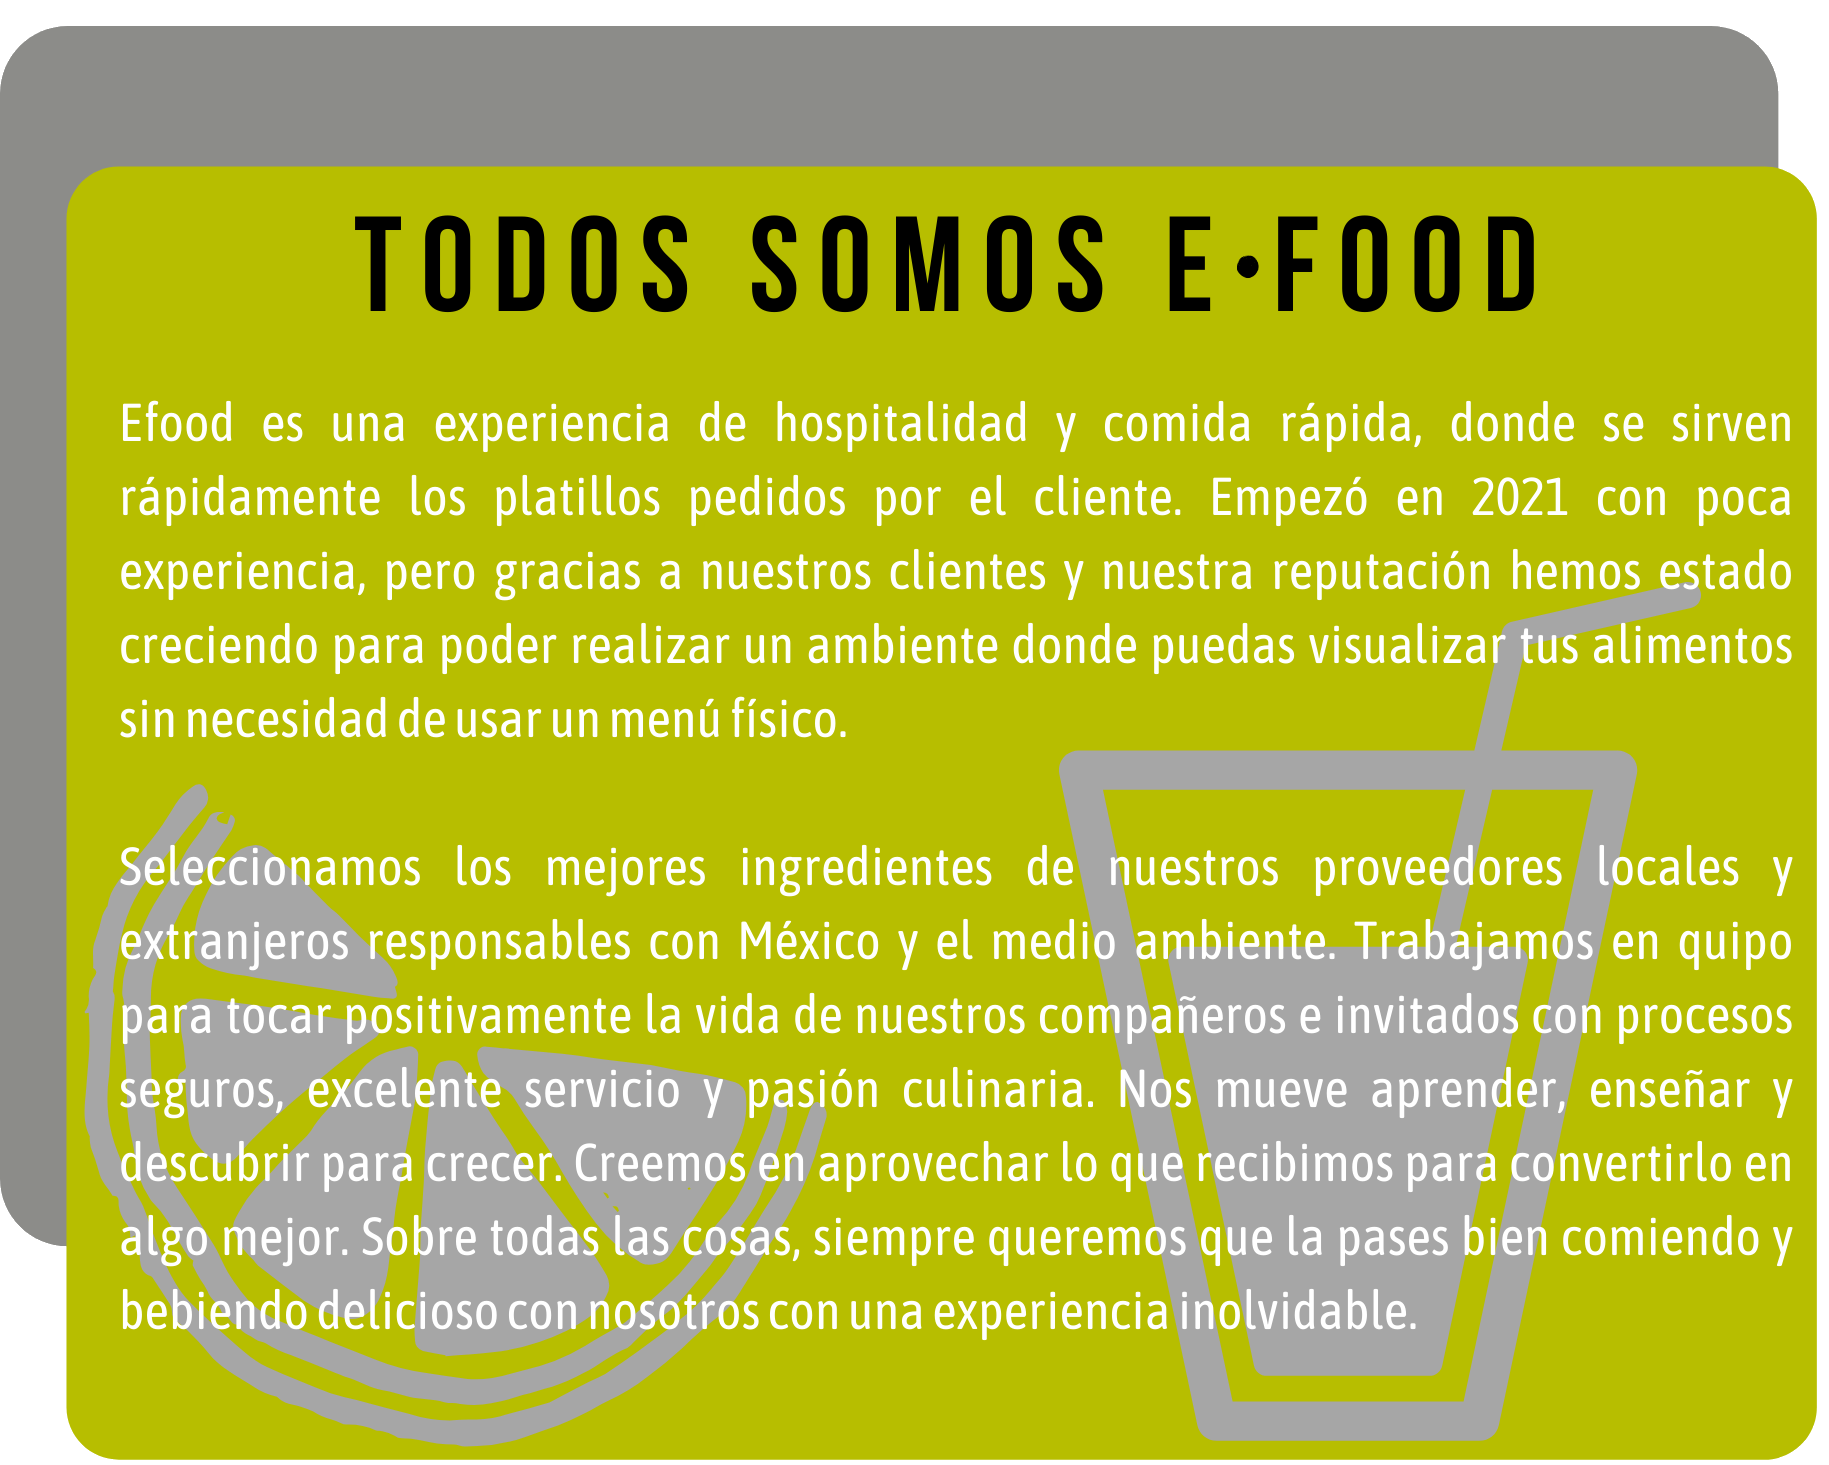 TODOS SOMOS E·FOOD
Efood es una experiencia de hospitalidad y comida rápida, donde se sirven
rápidamente los platillos pedidos por el cliente. Empezó en 2021 con poca
experiencia, pero gracias a nuestros clientes y nuestra reputación hemos estado
creciendo para poder realizar un ambiente donde puedas visualizar tus alimentos
sin necesidad de usar un menú físico.
Seleccionamos los mejores ingredientes de nuestros proveedores locales y
extranjeros responsables con México y el medio ambiente. Trabajamos en quipo
para tocar positivamente la vida de nuestros compañeros e invitados con procesos
seguros, excelente servicio y pasión culinaria. Nos mueve aprender, enseñar y
descubrir para crecer. Creemos en aprovechar lo que recibimos para convertirlo en
algo mejor. Sobre todas las cosas, siempre queremos que la pases bien comiendo y
bebiendo delicioso con nosotros con una experiencia inolvidable.